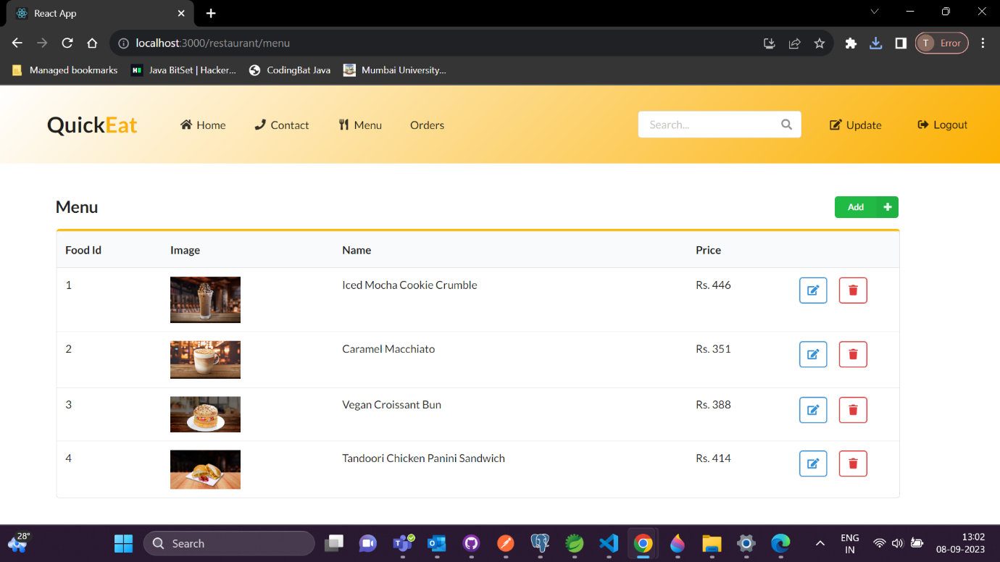 React App
localhost:3000/restaurant/menu
T Error
Managed bookmarks
Java BitSet | Hacker...
CodingBat Java
Mumbai University...
QuickEat
Home
Contact
Menu
Orders
Search...
Update
Logout
Menu
Add
Food Id Image Name Price
1 Iced Mocha Cookie Crumble Rs. 446
2 Caramel Macchiato Rs. 351
3 Vegan Croissant Bun Rs. 388
4 Tandoori Chicken Panini Sandwich Rs. 414
28°
Search
ENG
IN
13:02
08-09-2023